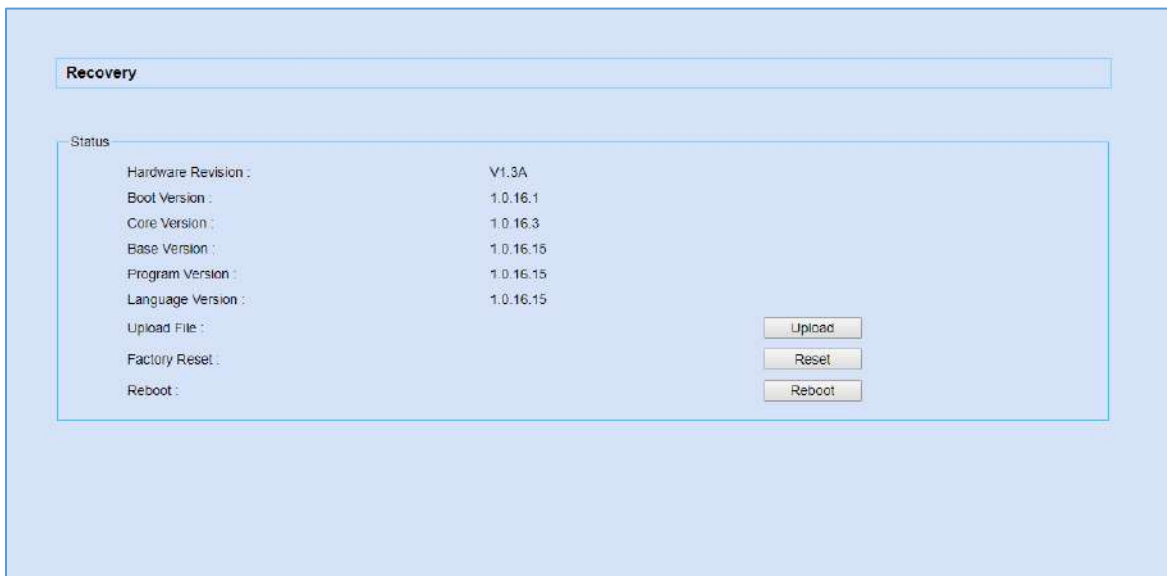 Recovery
Status
Hardware Revision : V1.3A
Boot Version : 1.0.16.1
Core Version : 1.0.16.3
Base Version : 1.0.16.15
Program Version : 1.0.16.15
Language Version : 1.0.16.15
Upload File : Upload
Factory Reset : Reset
Reboot : Reboot